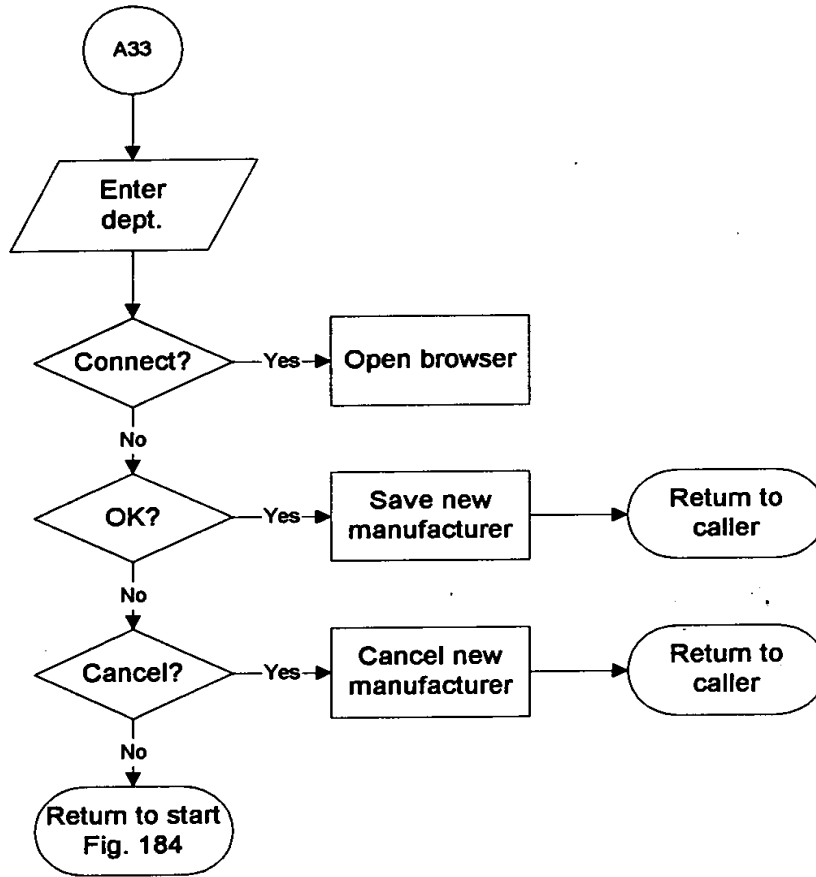 A33
Enter
dept.
Connect?
Yes
Open browser
No
OK?
Yes
Save new
manufacturer
Return to
caller
No
Cancel?
Yes
Cancel new
manufacturer
Return to
caller
No
Return to start
Fig. 184